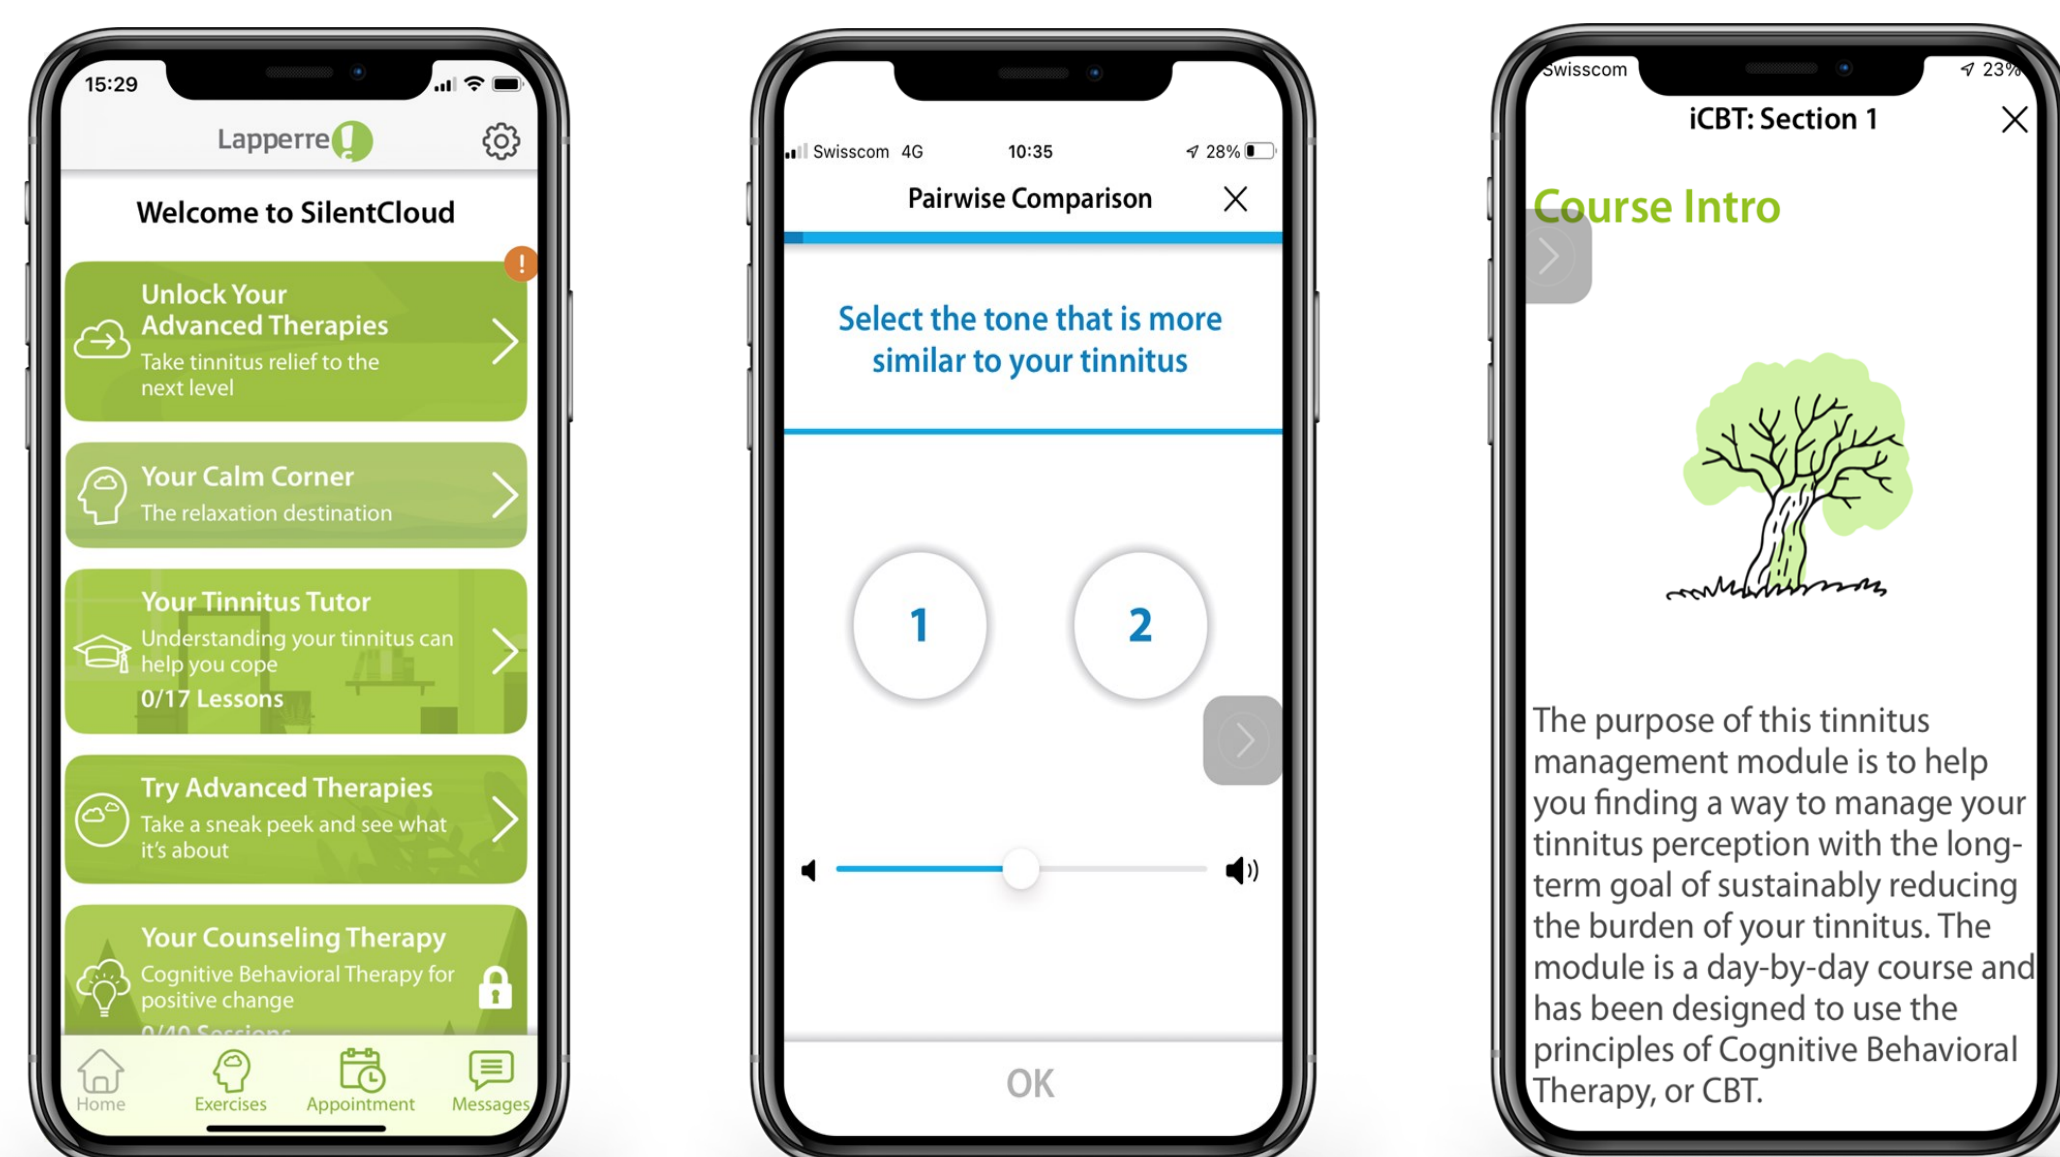 15:29
Lapperre
Welcome to SilentCloud
!
Unlock Your
Advanced Therapies
Take tinnitus relief to the
next level
Your Calm Corner
The relaxation destination
Your Tinnitus Tutor
Understanding your tinnitus can
help you cope
0/17 Lessons
Try Advanced Therapies
Take a sneak peek and see what
it's about
Your Counseling Therapy
Cognitive Behavioral Therapy for
positive change
0/40 Sessions
Home Exercises Appointment Messages
Swisscom 4G 10:35 28%
Pairwise Comparison
Select the tone that is more
similar to your tinnitus
1 2
OK
Swisscom 23%
iCBT: Section 1
Course Intro
The purpose of this tinnitus
management module is to help
you finding a way to manage your
tinnitus perception with the long-
term goal of sustainably reducing
the burden of your tinnitus. The
module is a day-by-day course and
has been designed to use the
principles of Cognitive Behavioral
Therapy, or CBT.